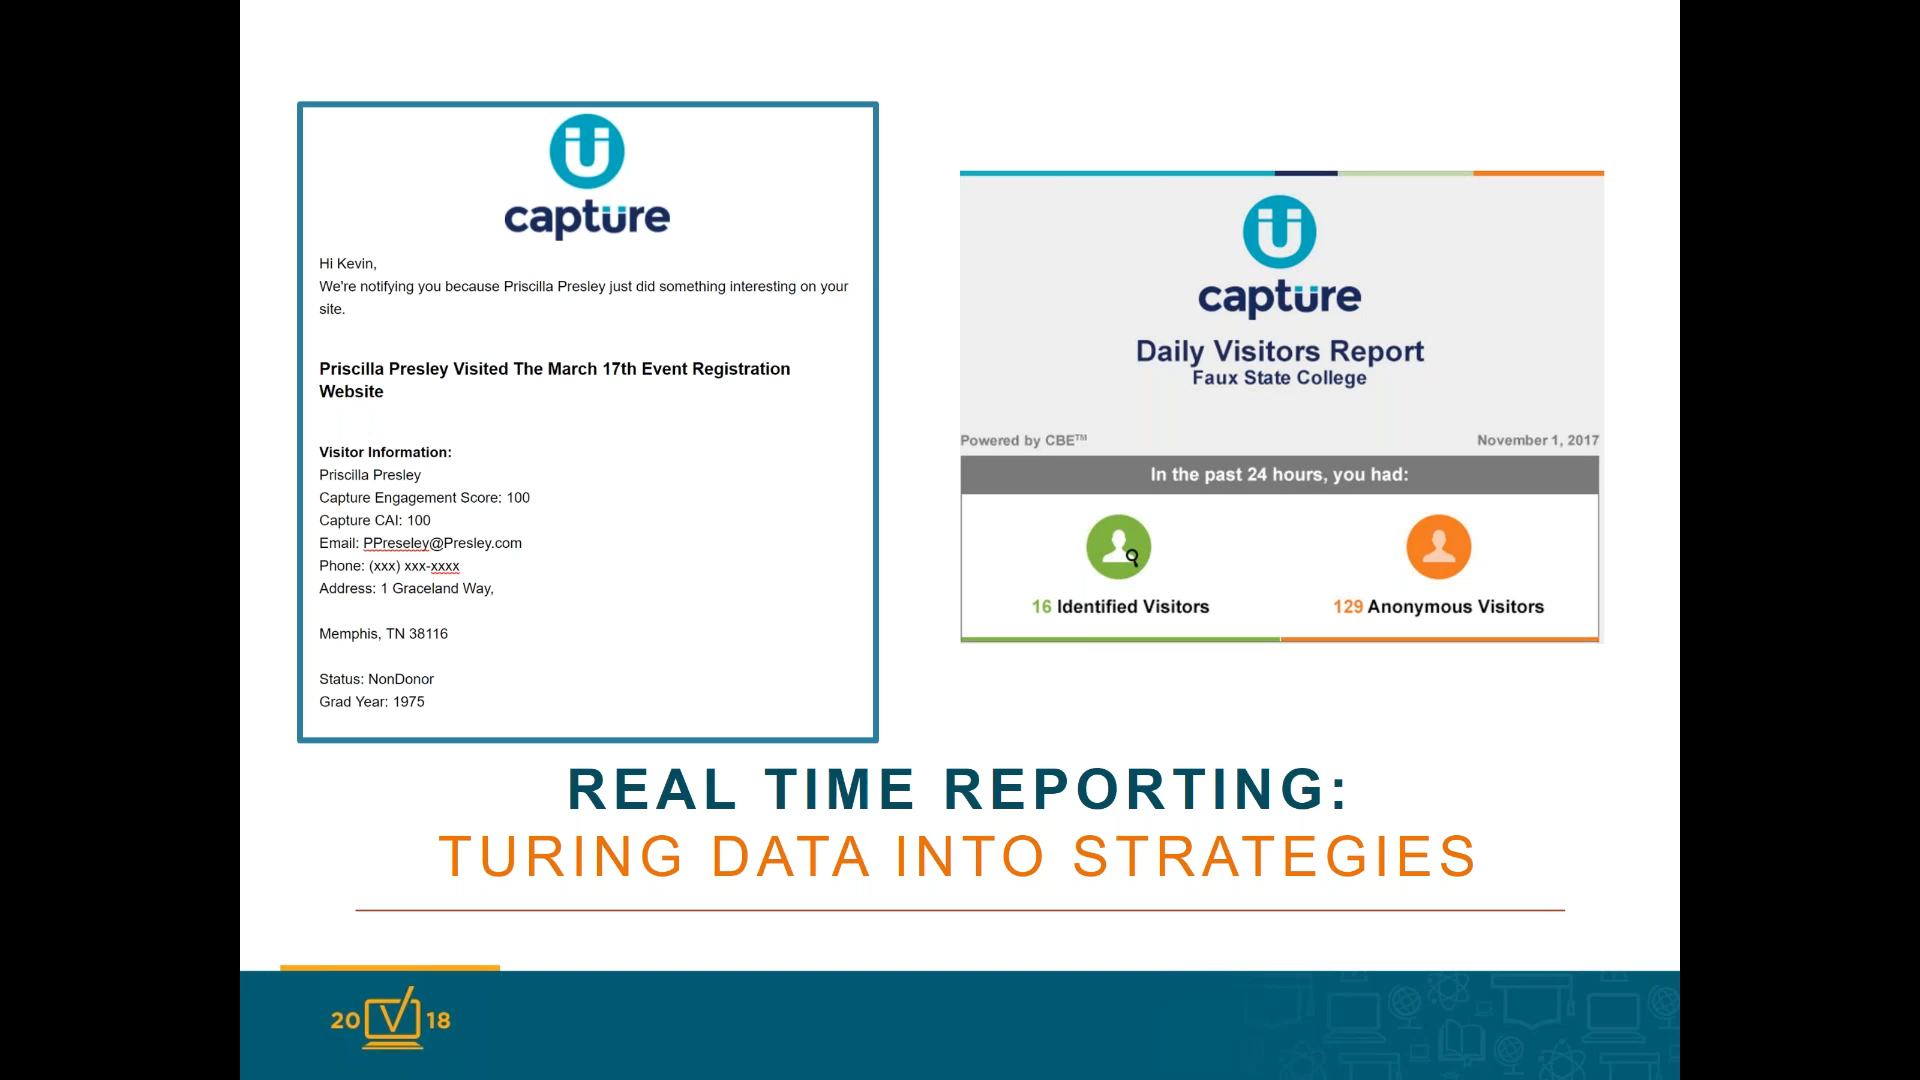 capture
Hi Kevin,
We're notifying you because Priscilla Presley just did something interesting on your
site.
Priscilla Presley Visited The March 17th Event Registration
Website
Visitor Information:
Priscilla Presley
Capture Engagement Score: 100
Capture CAI: 100
Email: PPreseley@Presley.com
Phone: (xxx) xxx-xxxx
Address: 1 Graceland Way,
Memphis, TN 38116
Status: NonDonor
Grad Year: 1975
capture
Daily Visitors Report
Faux State College
Powered by CBE™
November 1, 2017
In the past 24 hours, you had:
16 Identified Visitors
129 Anonymous Visitors
REAL TIME REPORTING:
TURING DATA INTO STRATEGIES
20 V 18